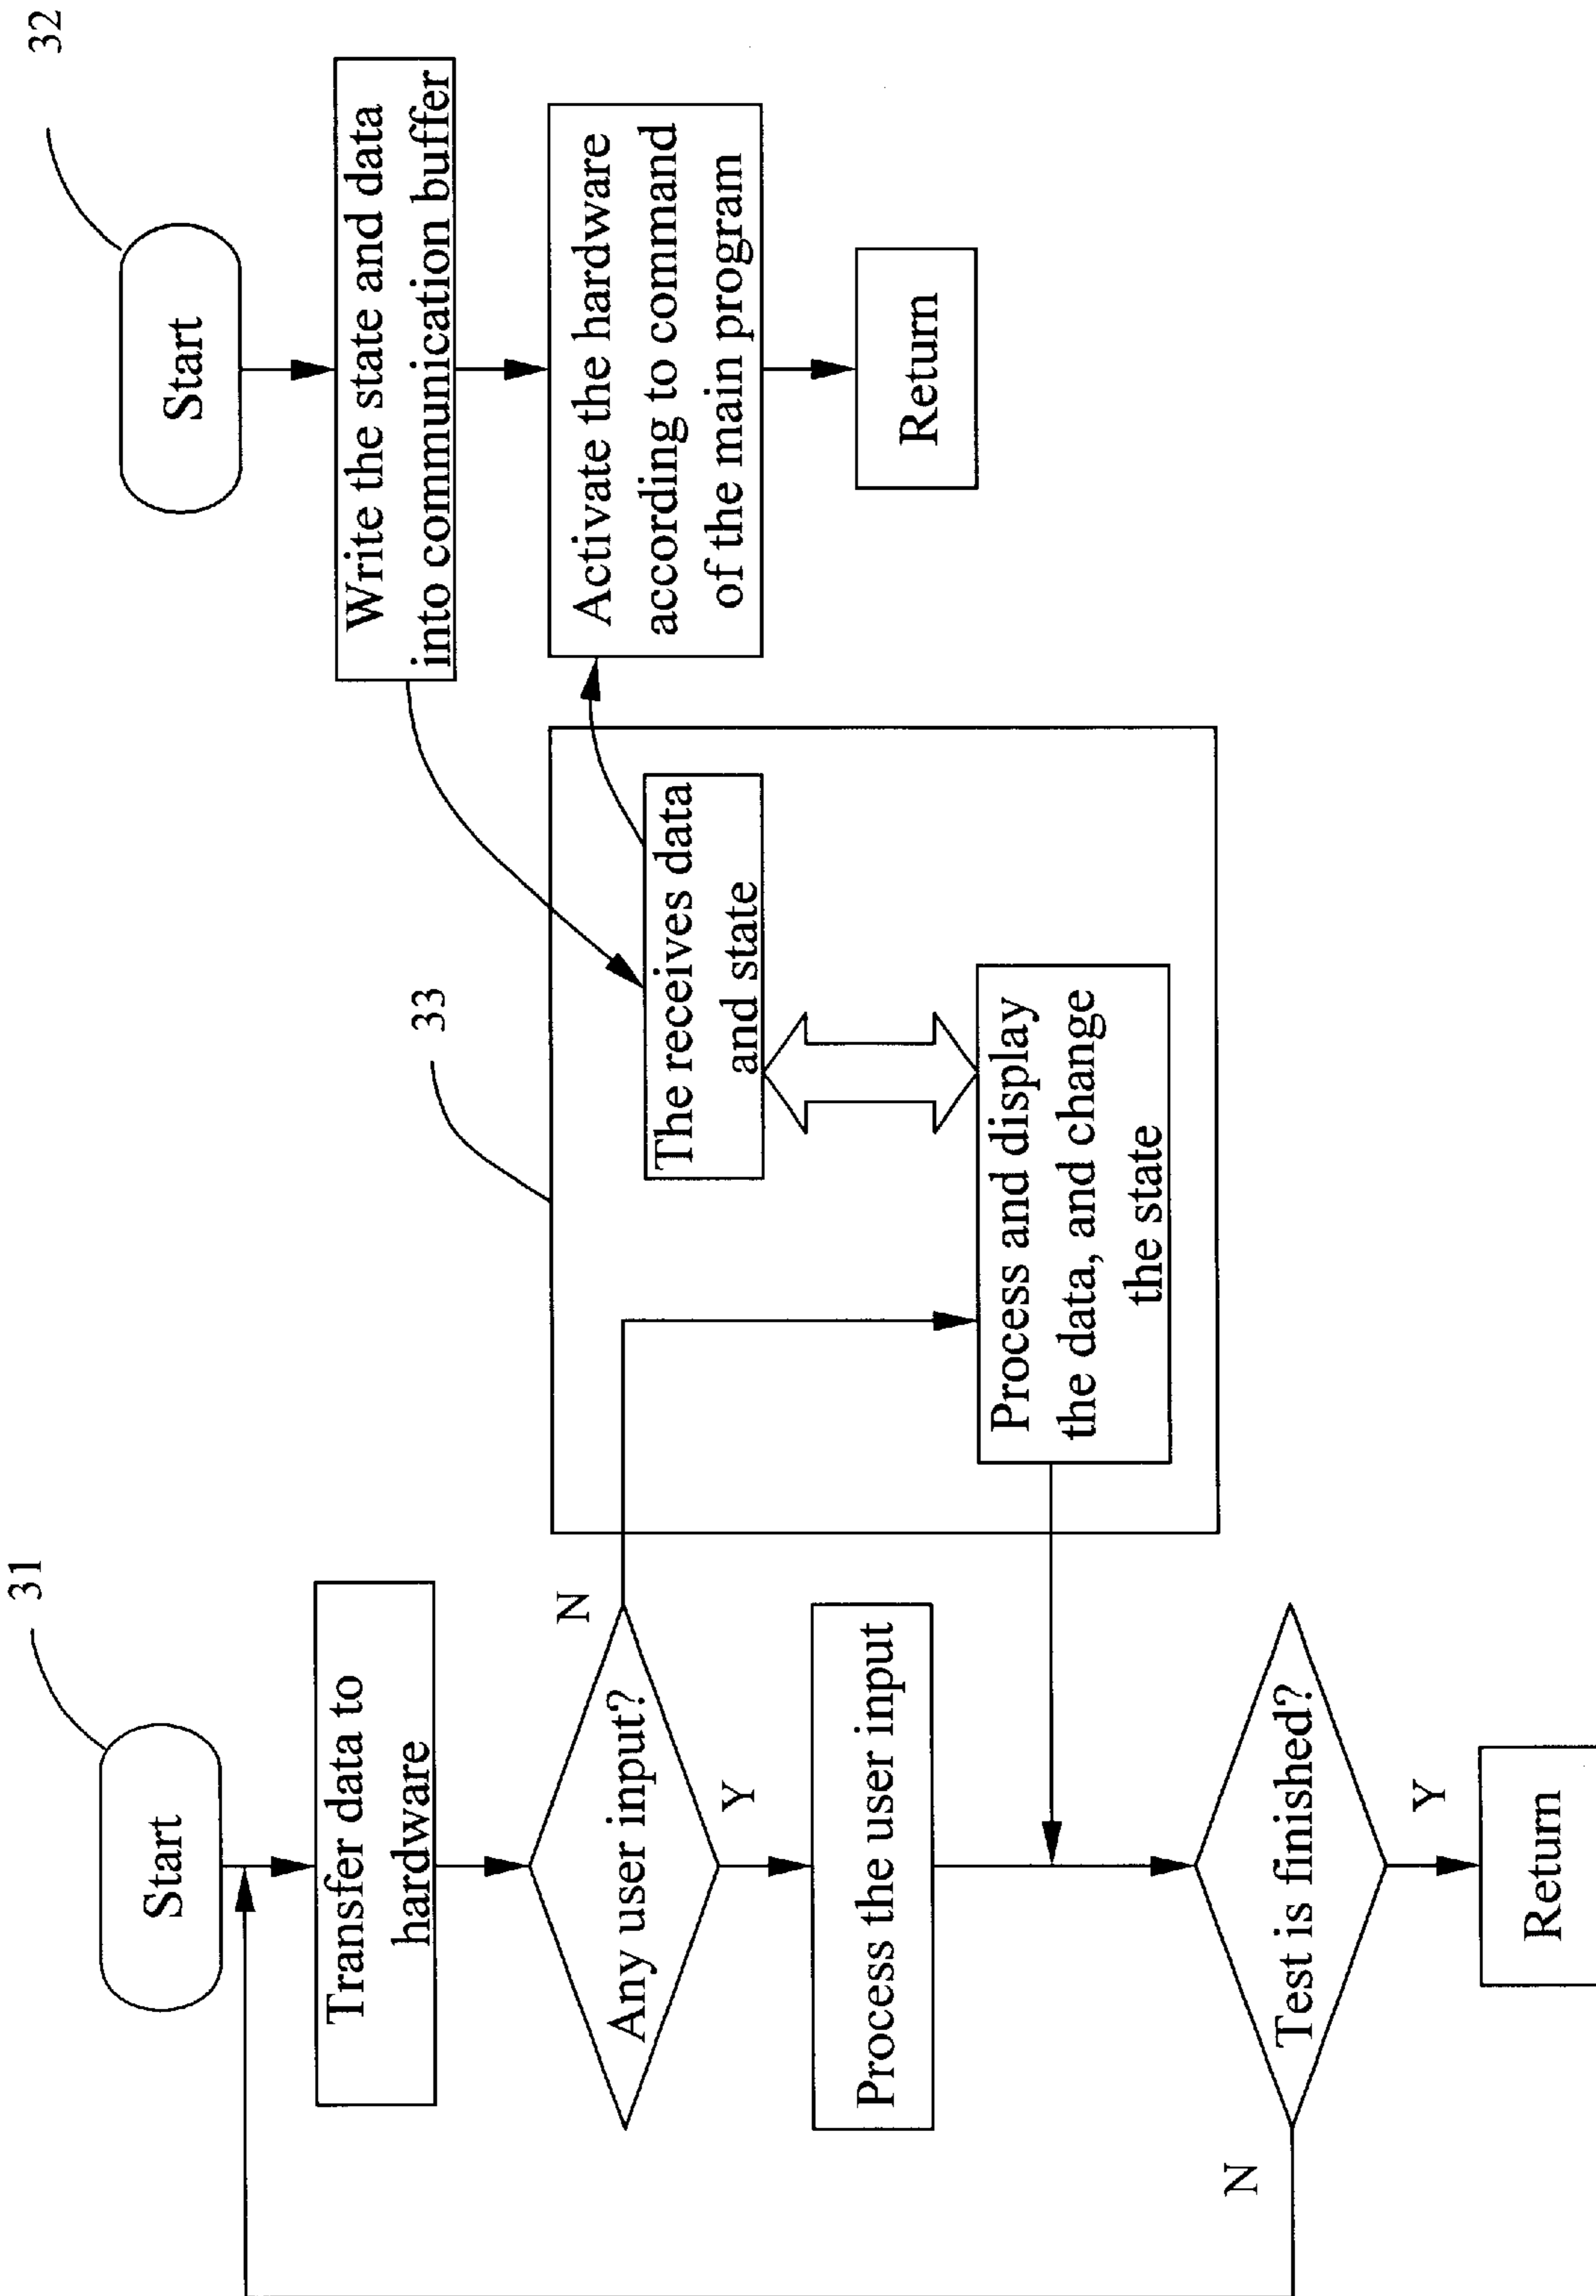 31
Start
Transfer data to
hardware
Any user input?
N
Y
Process the user input
Test is finished?
N
Y
Return
33
The receives data
and state
Process and display
the data, and change
the state
32
Start
Write the state and data
into communication buffer
Activate the hardware
according to command
of the main program
Return